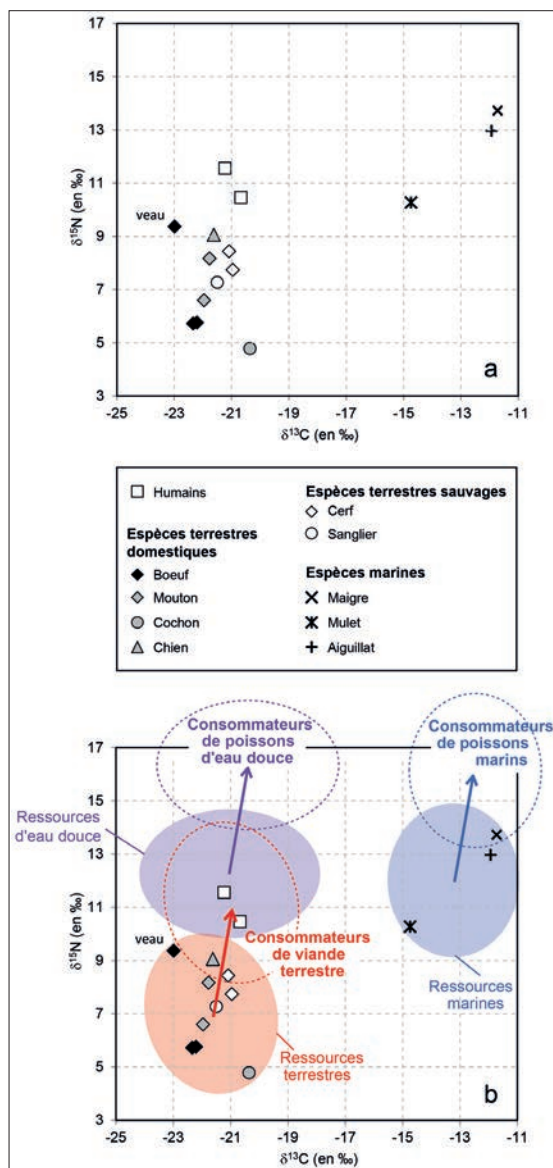 17
15
13
11
9
7
5
3
δ15N (en ‰)
veau
a
-25 -23 -21 -19 -17 -15 -13 -11
δ13C (en ‰)
Humains
Espèces terrestres
domestiques
Boeuf
Mouton
Cochon
Chien
Espèces terrestres sauvages
Cerf
Sanglier
Espèces marines
Maigre
Mulet
Aiguillat
17
15
13
11
9
7
5
3
δ15N (en ‰)
Consommateurs
de poissons
d'eau douce
Consommateurs
de poissons
marins
Ressources
d'eau douce
veau
Consommateurs
de viande
terrestre
Ressources
marines
Ressources
terrestres
b
-25 -23 -21 -19 -17 -15 -13 -11
δ13C (en ‰)